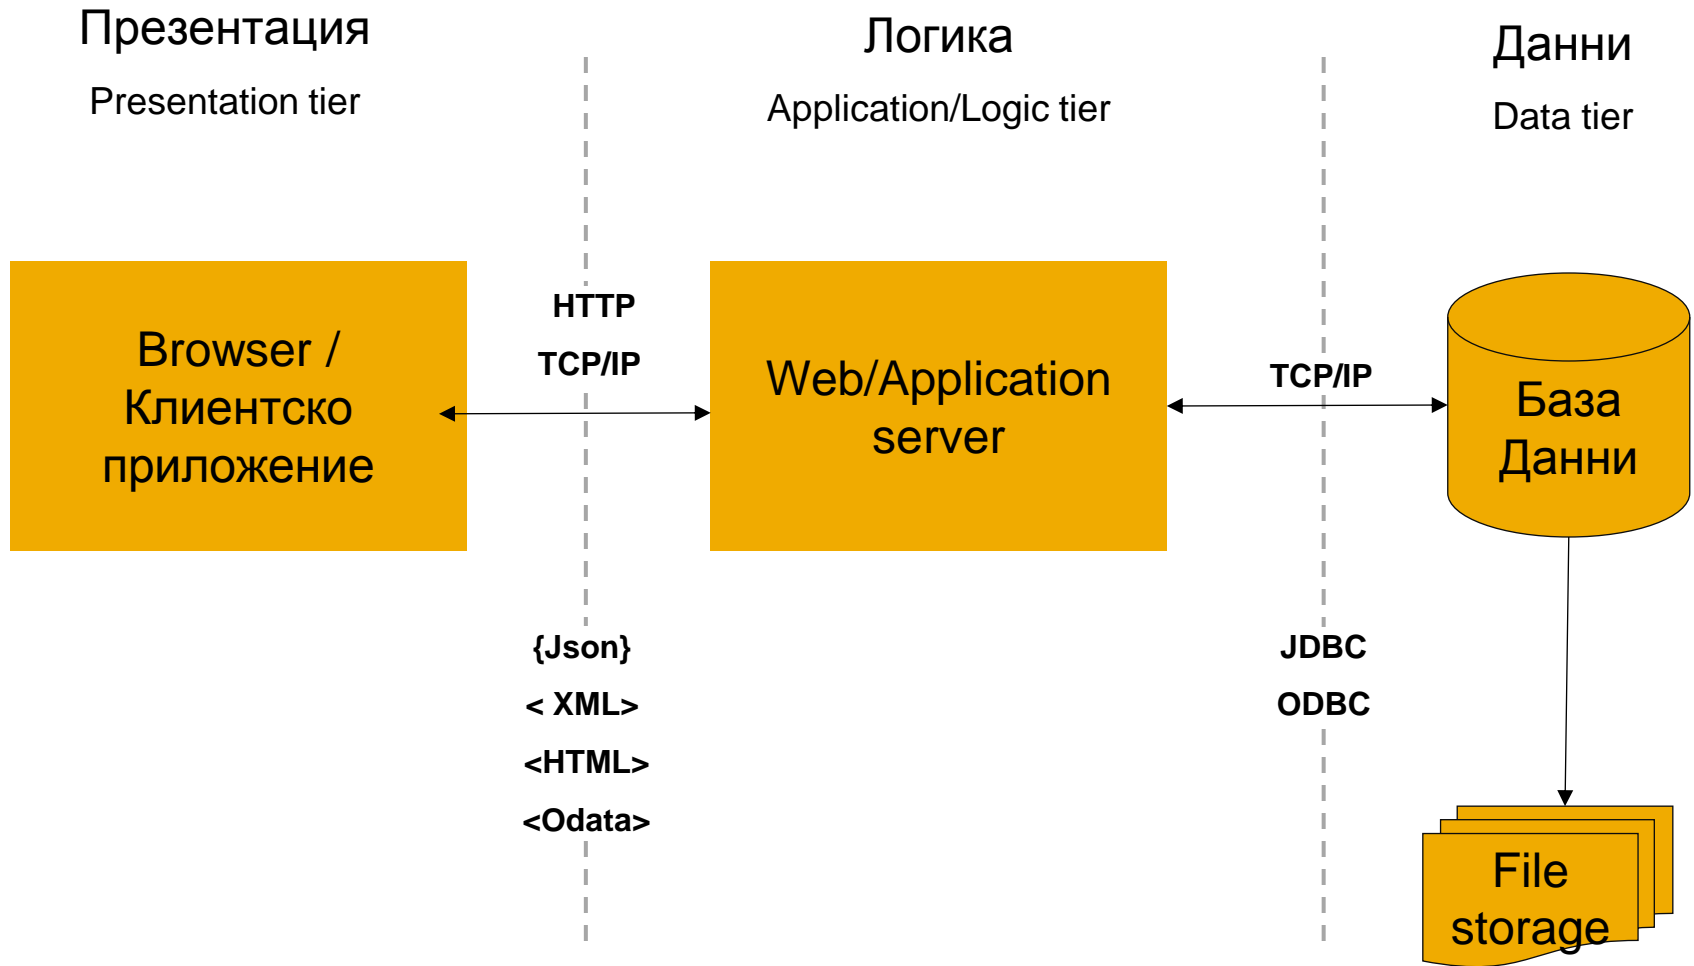 Презентация
Presentation tier
Логика
Application/Logic tier
Данни
Data tier
Browser /
Клиентско
приложение
HTTP
TCP/IP
Web/Application
server
TCP/IP
База
Данни
{Json}
< XML>
<HTML>
<Odata>
JDBC
ODBC
File
storage